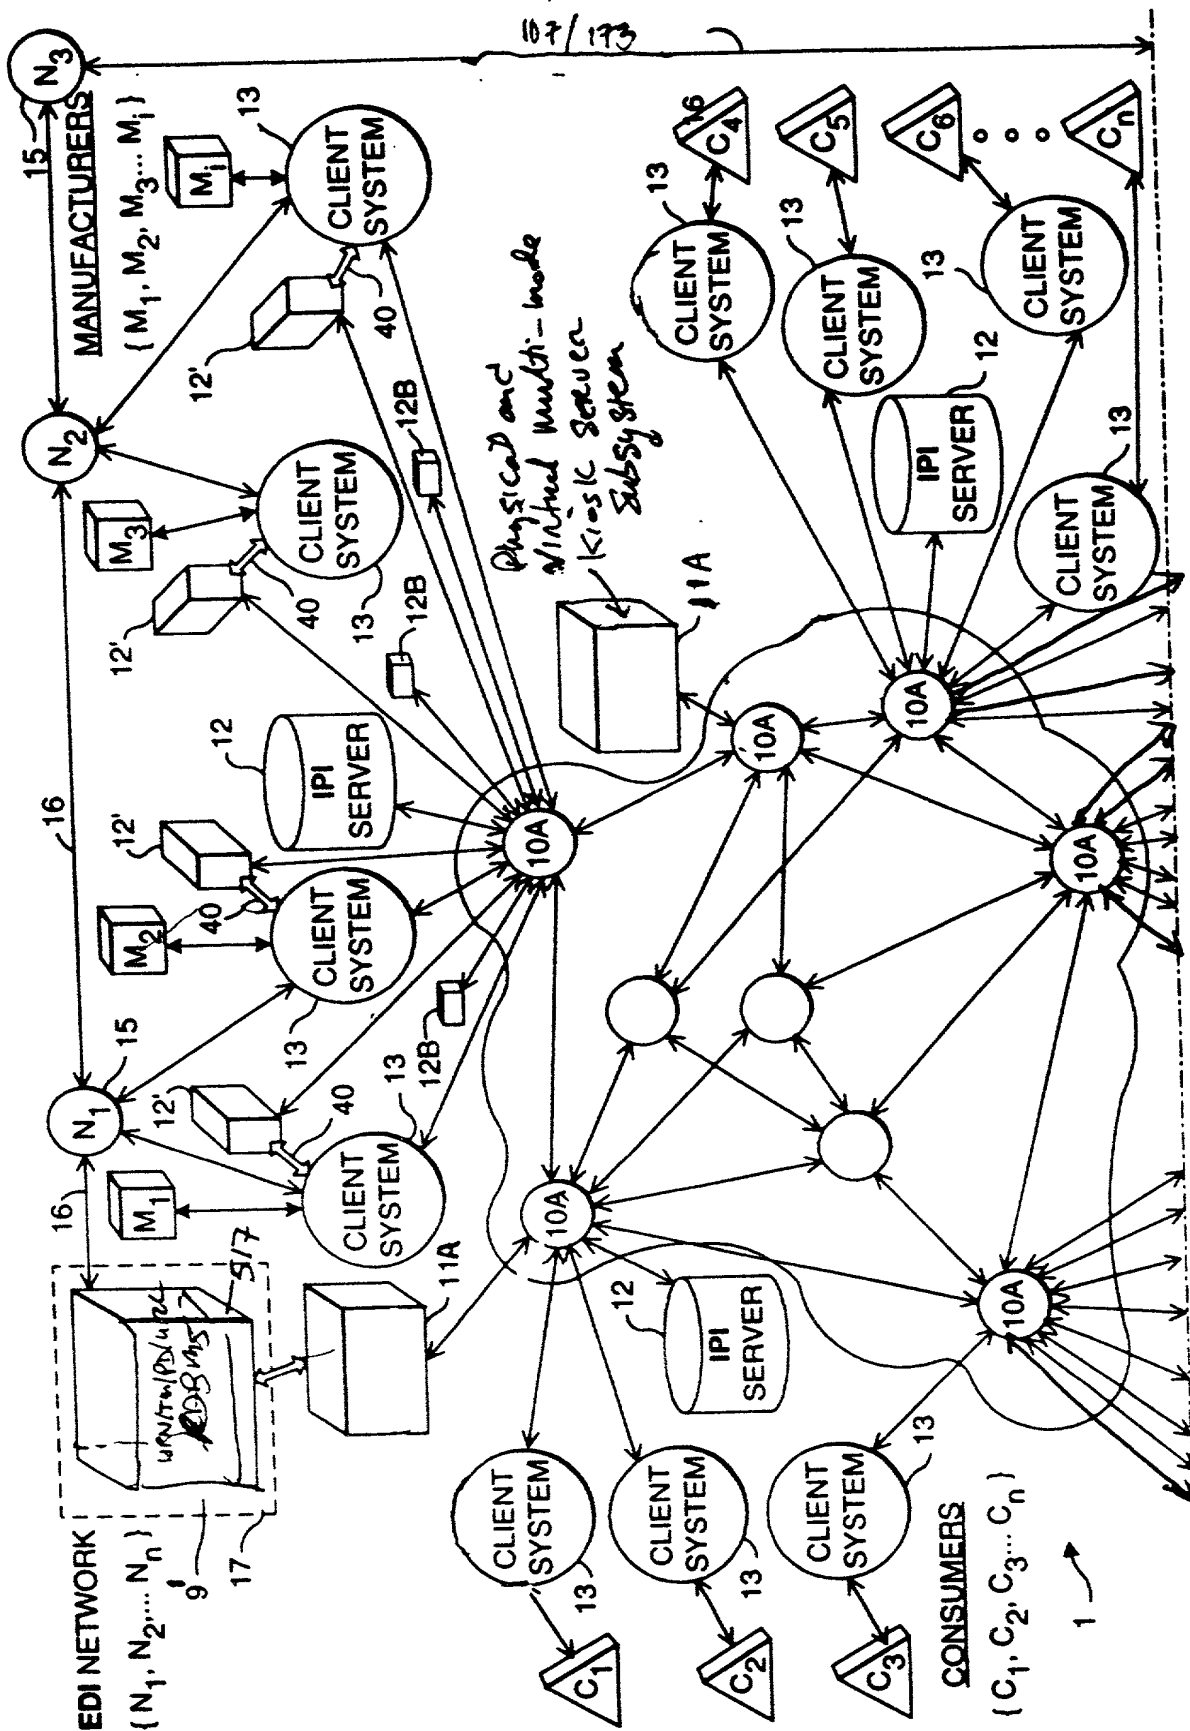 EDI NETWORK
{ N1, N2,... Nn }
9'
17
517
16
N1
15
16
N2
15
N3
MANUFACTURERS
{ M1, M2, M3... Mi }
M1
12'
40
13
CLIENT
SYSTEM
11A
M2
12'
40
13
CLIENT
SYSTEM
12B
12
IPI
SERVER
M3
12'
40
13
CLIENT
SYSTEM
12B
Mi
13
12'
40
CLIENT
SYSTEM
12B
107/173
10A
Physical and
Virtual multi-mode
Kiosk Server
Subsystem
11A
10A
10A
10A
10A
10A
12
IPI
SERVER
CLIENT
SYSTEM
13
C1
CLIENT
SYSTEM
13
C2
CLIENT
SYSTEM
13
C3
CONSUMERS
{ C1, C2, C3... Cn }
1
13
CLIENT
SYSTEM
C4
13
CLIENT
SYSTEM
C5
IPI
SERVER
12
13
CLIENT
SYSTEM
C6
13
CLIENT
SYSTEM
Cn